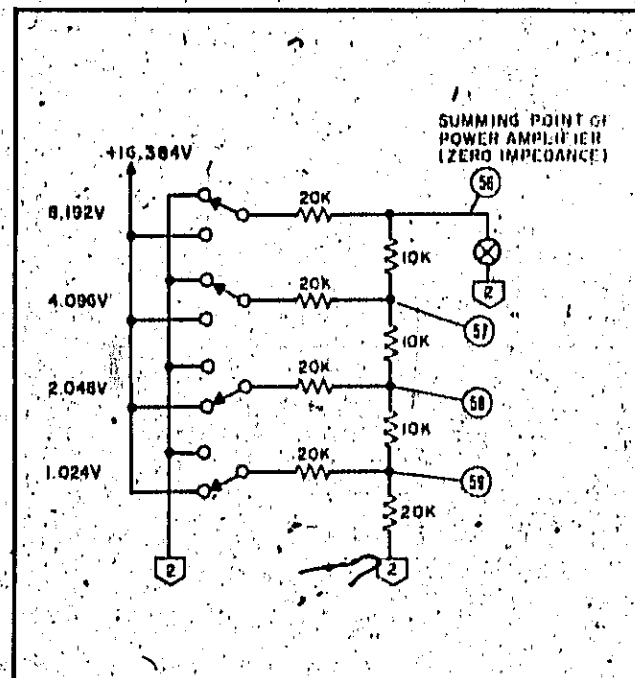 SUMMING POINT OF
POWER AMPLIFIER
(ZERO IMPEDANCE)
+16.384V
56
20K
8.192V
10K
2
20K
4.096V
57
10K
20K
2.048V
58
10K
20K
1.024V
59
20K
2
2